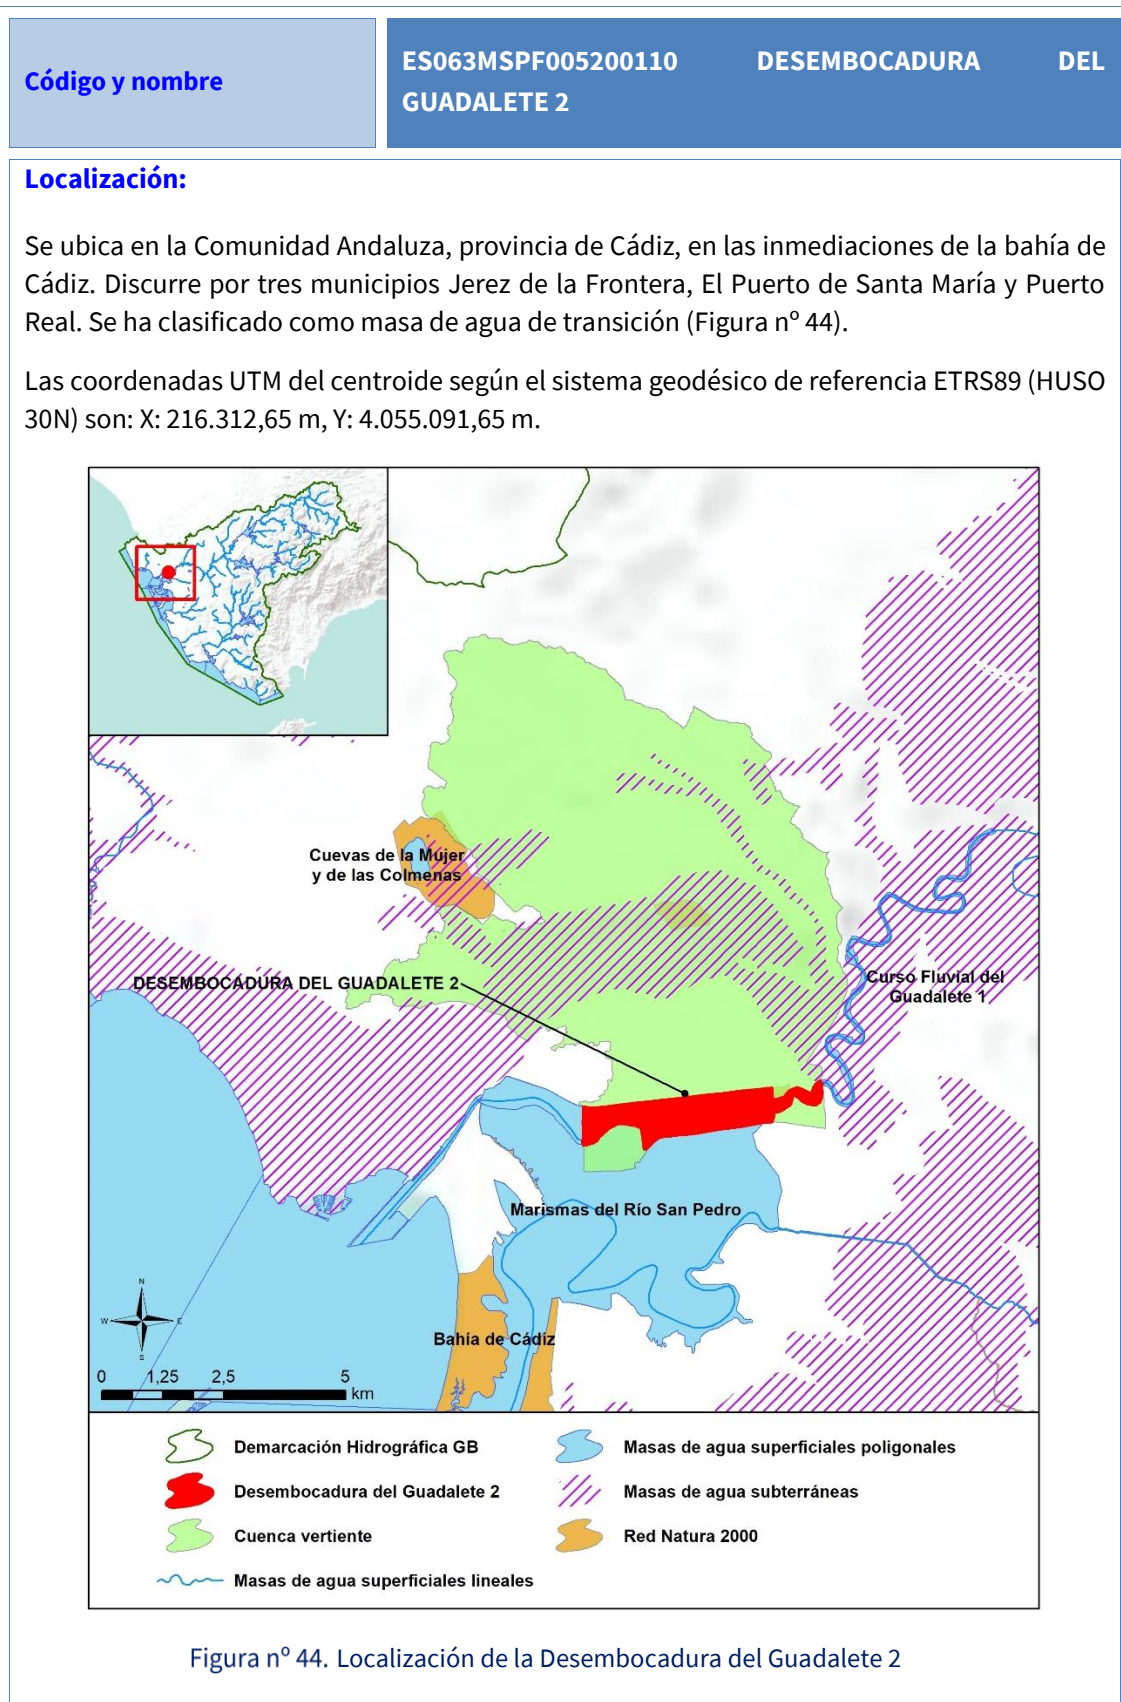 Código y nombre
ES063MSPF005200110 DESEMBOCADURA DEL
GUADALETE 2
Localización:
Se ubica en la Comunidad Andaluza, provincia de Cádiz, en las inmediaciones de la bahía de
Cádiz. Discurre por tres municipios Jerez de la Frontera, El Puerto de Santa María y Puerto
Real. Se ha clasificado como masa de agua de transición (Figura nº 44).
Las coordenadas UTM del centroide según el sistema geodésico de referencia ETRS89 (HUSO
30N) son: X: 216.312,65 m, Y: 4.055.091,65 m.
Cuevas de la Mujer
y de las Colmenas
DESEMBOCADURA DEL GUADALETE 2
Curso Fluvial del
Guadalete 1
Marismas del Río San Pedro
Bahía de Cádiz
N
W
E
S
0 1,25 2,5 5
km
Demarcación Hidrográfica GB
Masas de agua superficiales poligonales
Desembocadura del Guadalete 2
Masas de agua subterráneas
Cuenca vertiente
Red Natura 2000
Masas de agua superficiales lineales
Figura nº 44. Localización de la Desembocadura del Guadalete 2